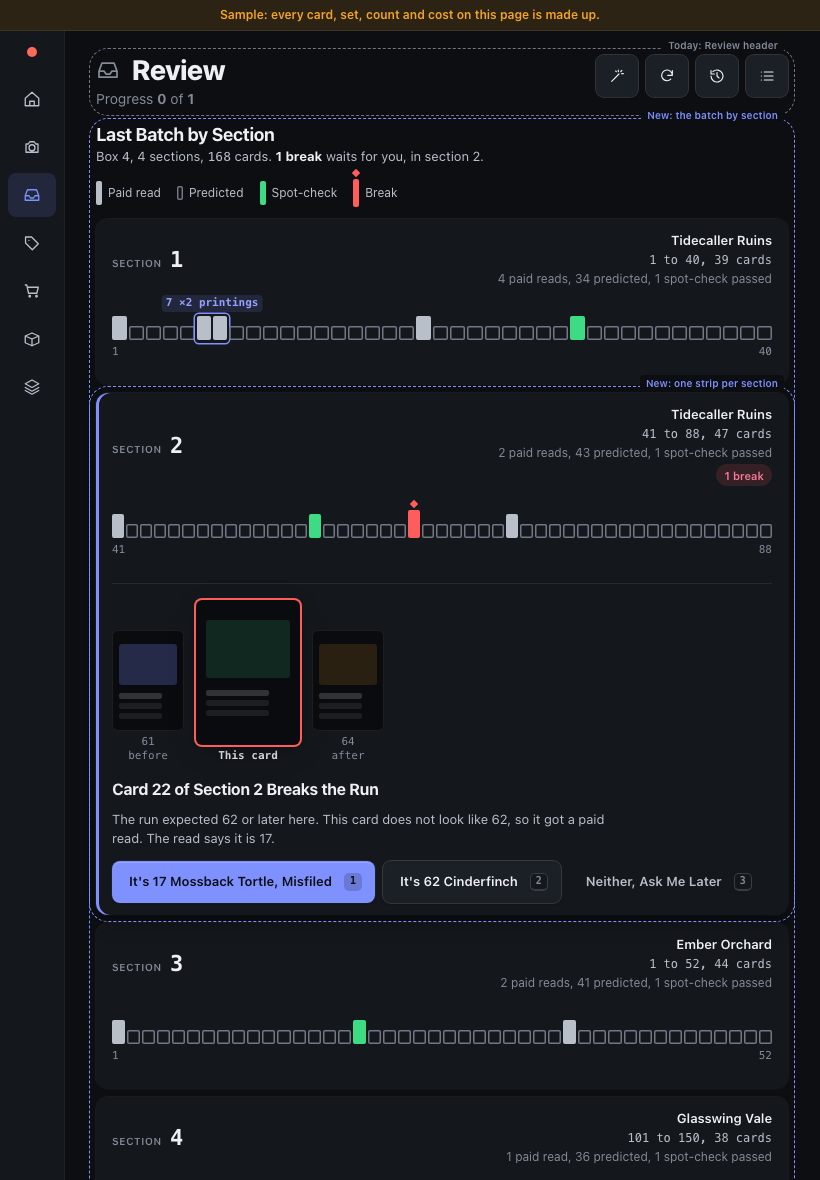 Sample: every card, set, count and cost on this page is made up.
Today: Review header
Review
Progress 0 of 1
New: the batch by section
Last Batch by Section
Box 4, 4 sections, 168 cards. 1 break waits for you, in section 2.
Paid read Predicted Spot-check Break
Tidecaller Ruins
SECTION 1
1 to 40, 39 cards
4 paid reads, 34 predicted, 1 spot-check passed
7 ×2 printings
1 40
New: one strip per section
Tidecaller Ruins
SECTION 2
41 to 88, 47 cards
2 paid reads, 43 predicted, 1 spot-check passed
1 break
41 88
61 before
This card
64 after
Card 22 of Section 2 Breaks the Run
The run expected 62 or later here. This card does not look like 62, so it got a paid
read. The read says it is 17.
It's 17 Mossback Tortle, Misfiled 1
It's 62 Cinderfinch 2
Neither, Ask Me Later 3
Ember Orchard
SECTION 3
1 to 52, 44 cards
2 paid reads, 41 predicted, 1 spot-check passed
1 52
Glasswing Vale
SECTION 4
101 to 150, 38 cards
1 paid read, 36 predicted, 1 spot-check passed